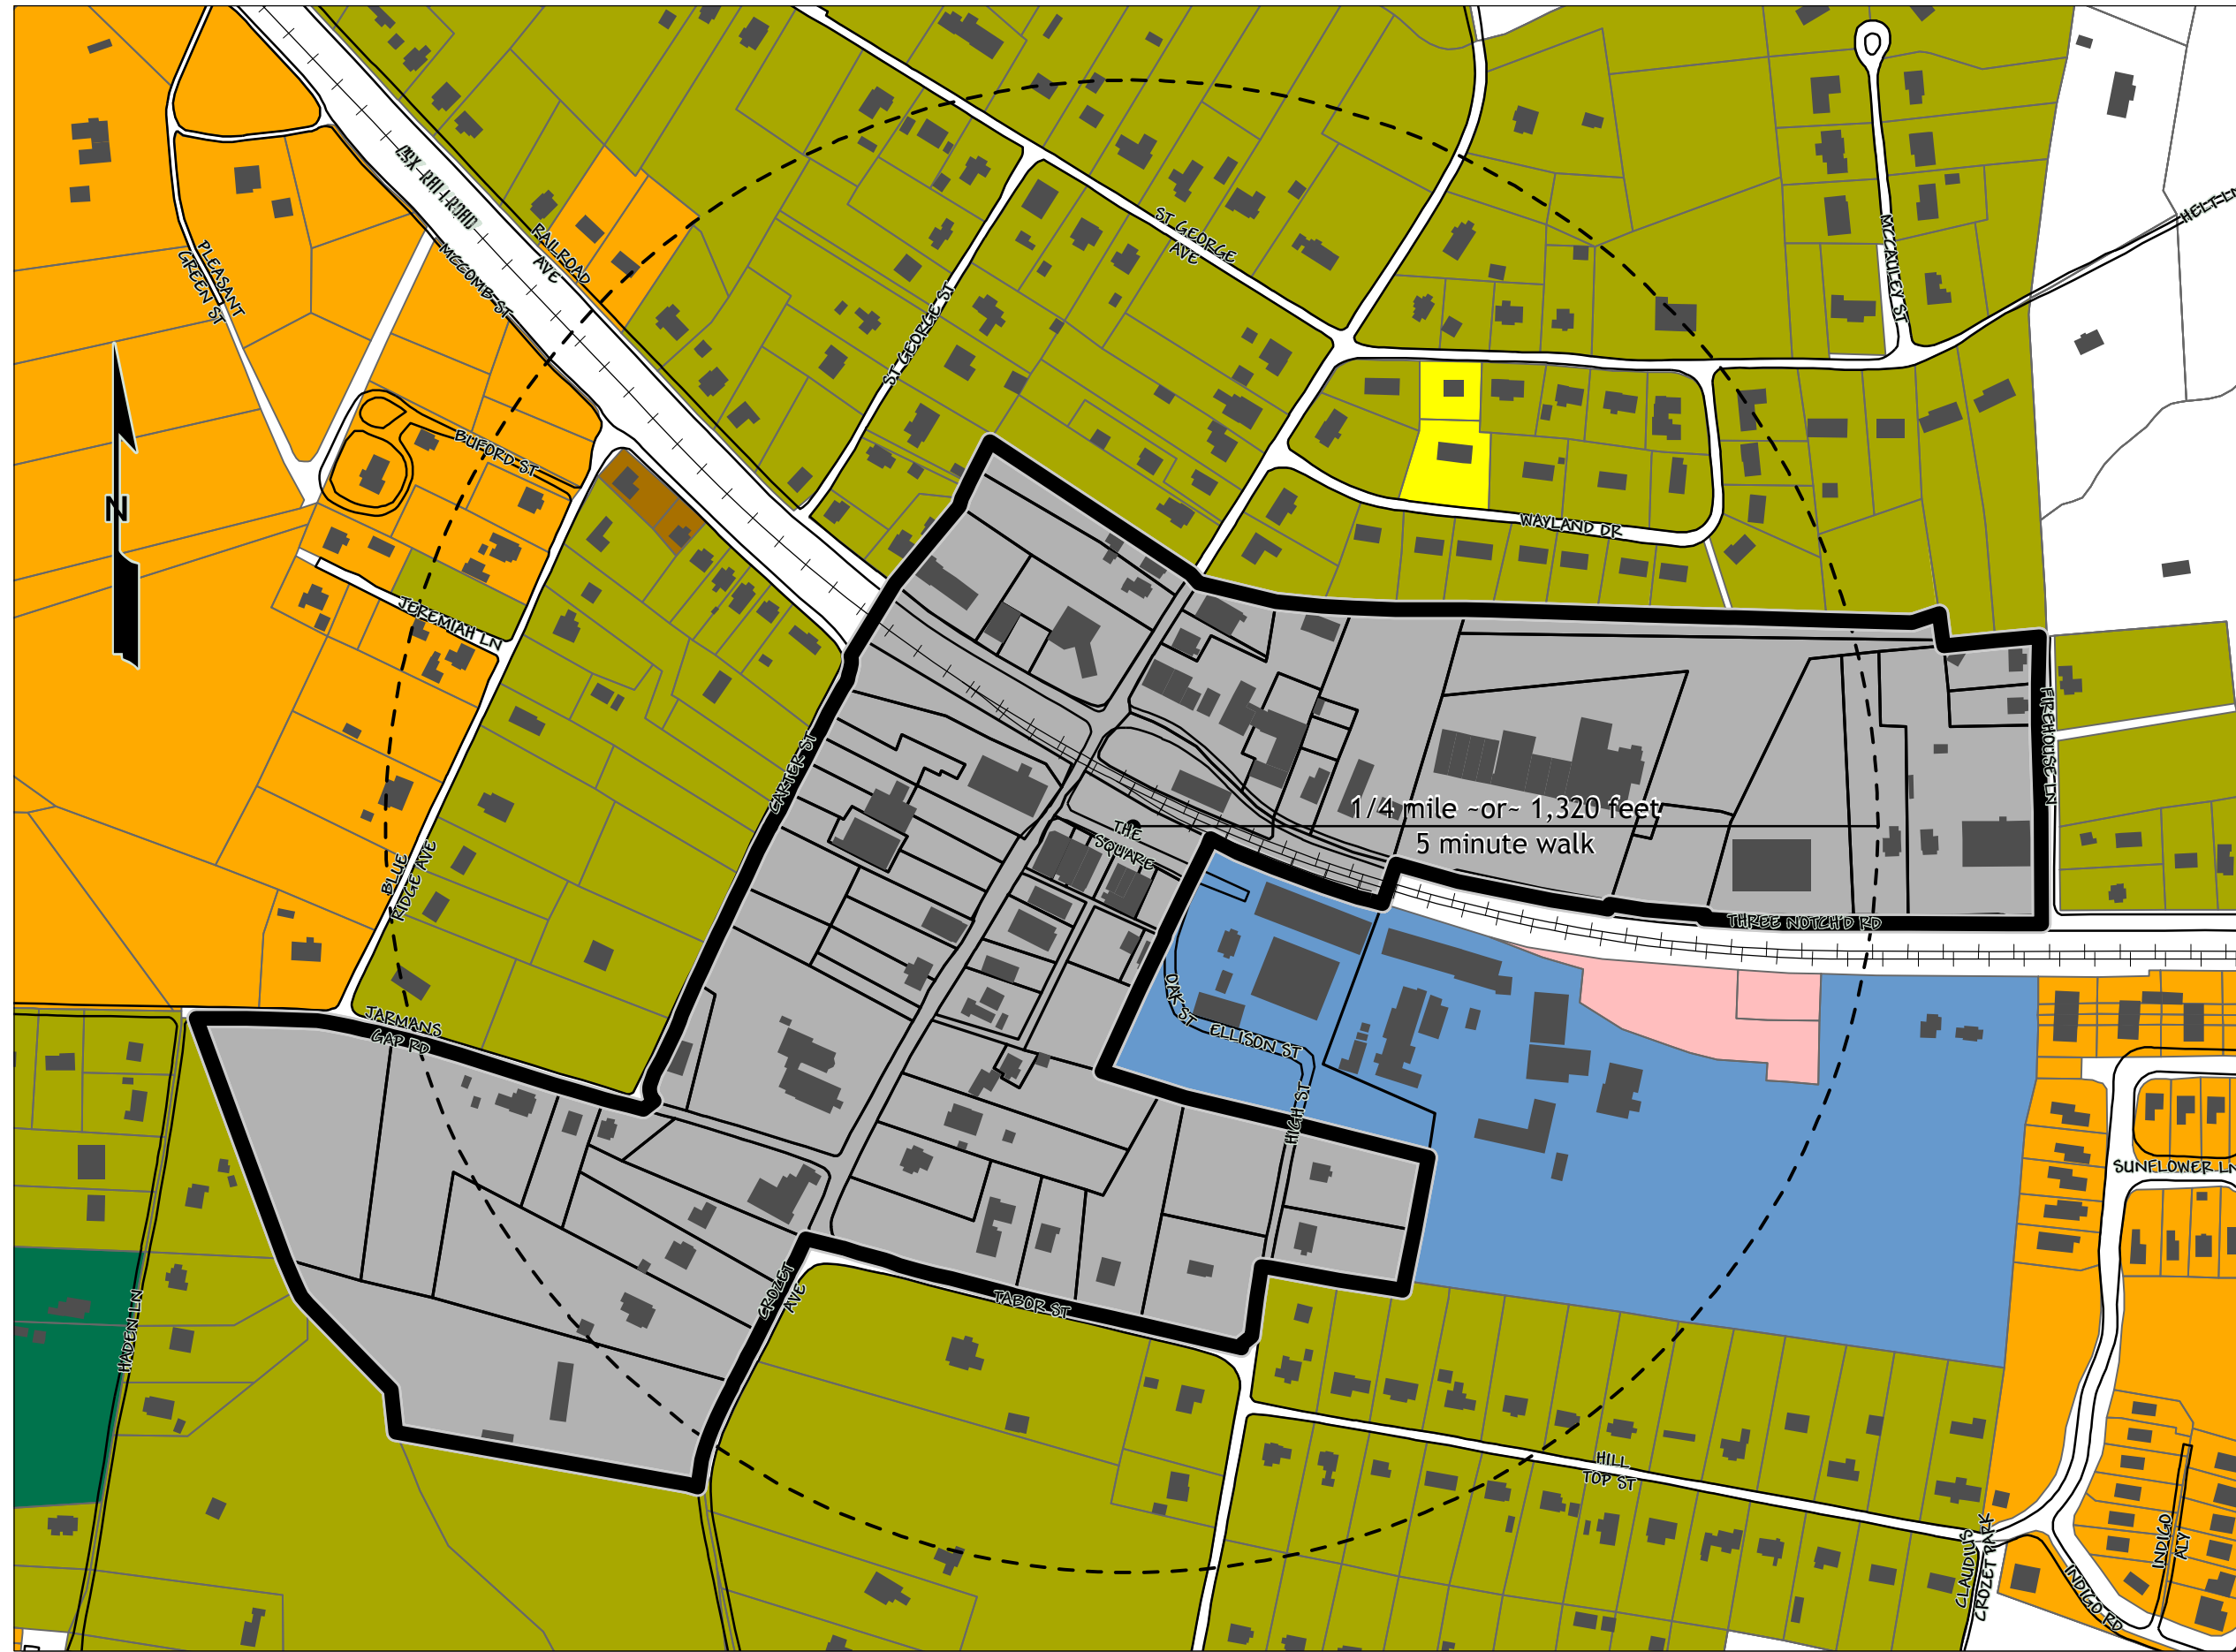 CSX RAILROAD
RAILROAD
AVE
PLEASANT
GREEN ST
MCCOMB ST
ST GEORGE
AVE
ST GEORGE ST
MCCAULEY ST
HELT LN
BUFORD ST
N
WAYLAND DR
JEREMIAH LN
CARTER ST
FIREHOUSE LN
1/4 mile ~or~ 1,320 feet
5 minute walk
THE
SQUARE
BLUE
RIDGE AVE
THREE NOTCH'D RD
OAK ST
ELLISON ST
JARMANS
GAP RD
HIGH ST
SUNFLOWER LN
HADEN LN
CROZET
AVE
TABOR ST
HILL
TOP ST
CLAUDIUS
CROZET PARK
INDIGO
ALY
INDIGO RD